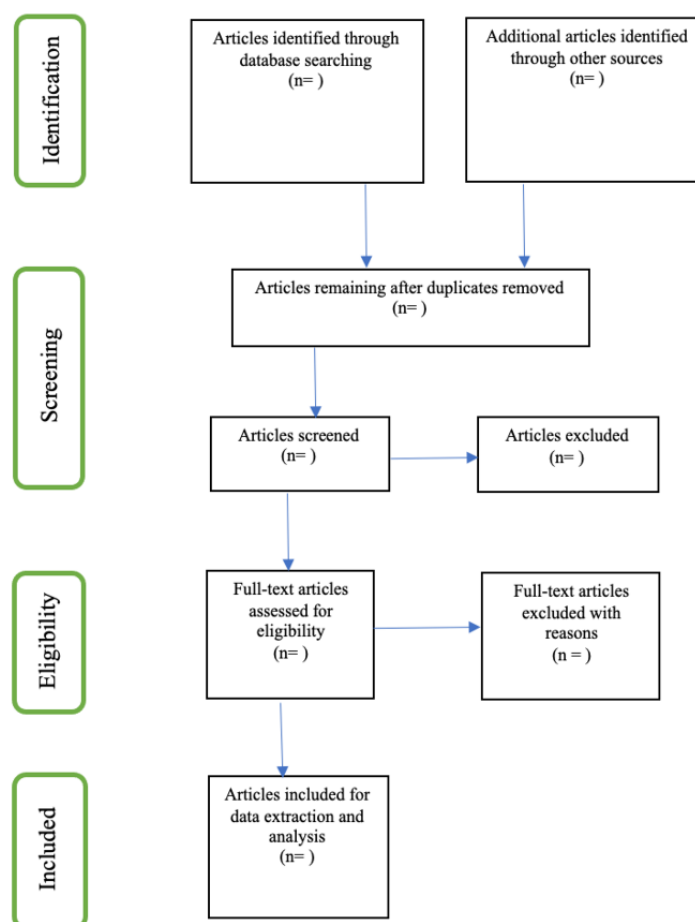 Identification
Articles identified through
database searching
(n= )
Additional articles identified
through other sources
(n= )
Screening
Articles remaining after duplicates removed
(n= )
Articles screened
(n= )
Articles excluded
(n= )
Eligibility
Full-text articles
assessed for
eligibility
(n= )
Full-text articles
excluded with
reasons
(n = )
Included
Articles included for
data extraction and
analysis
(n= )